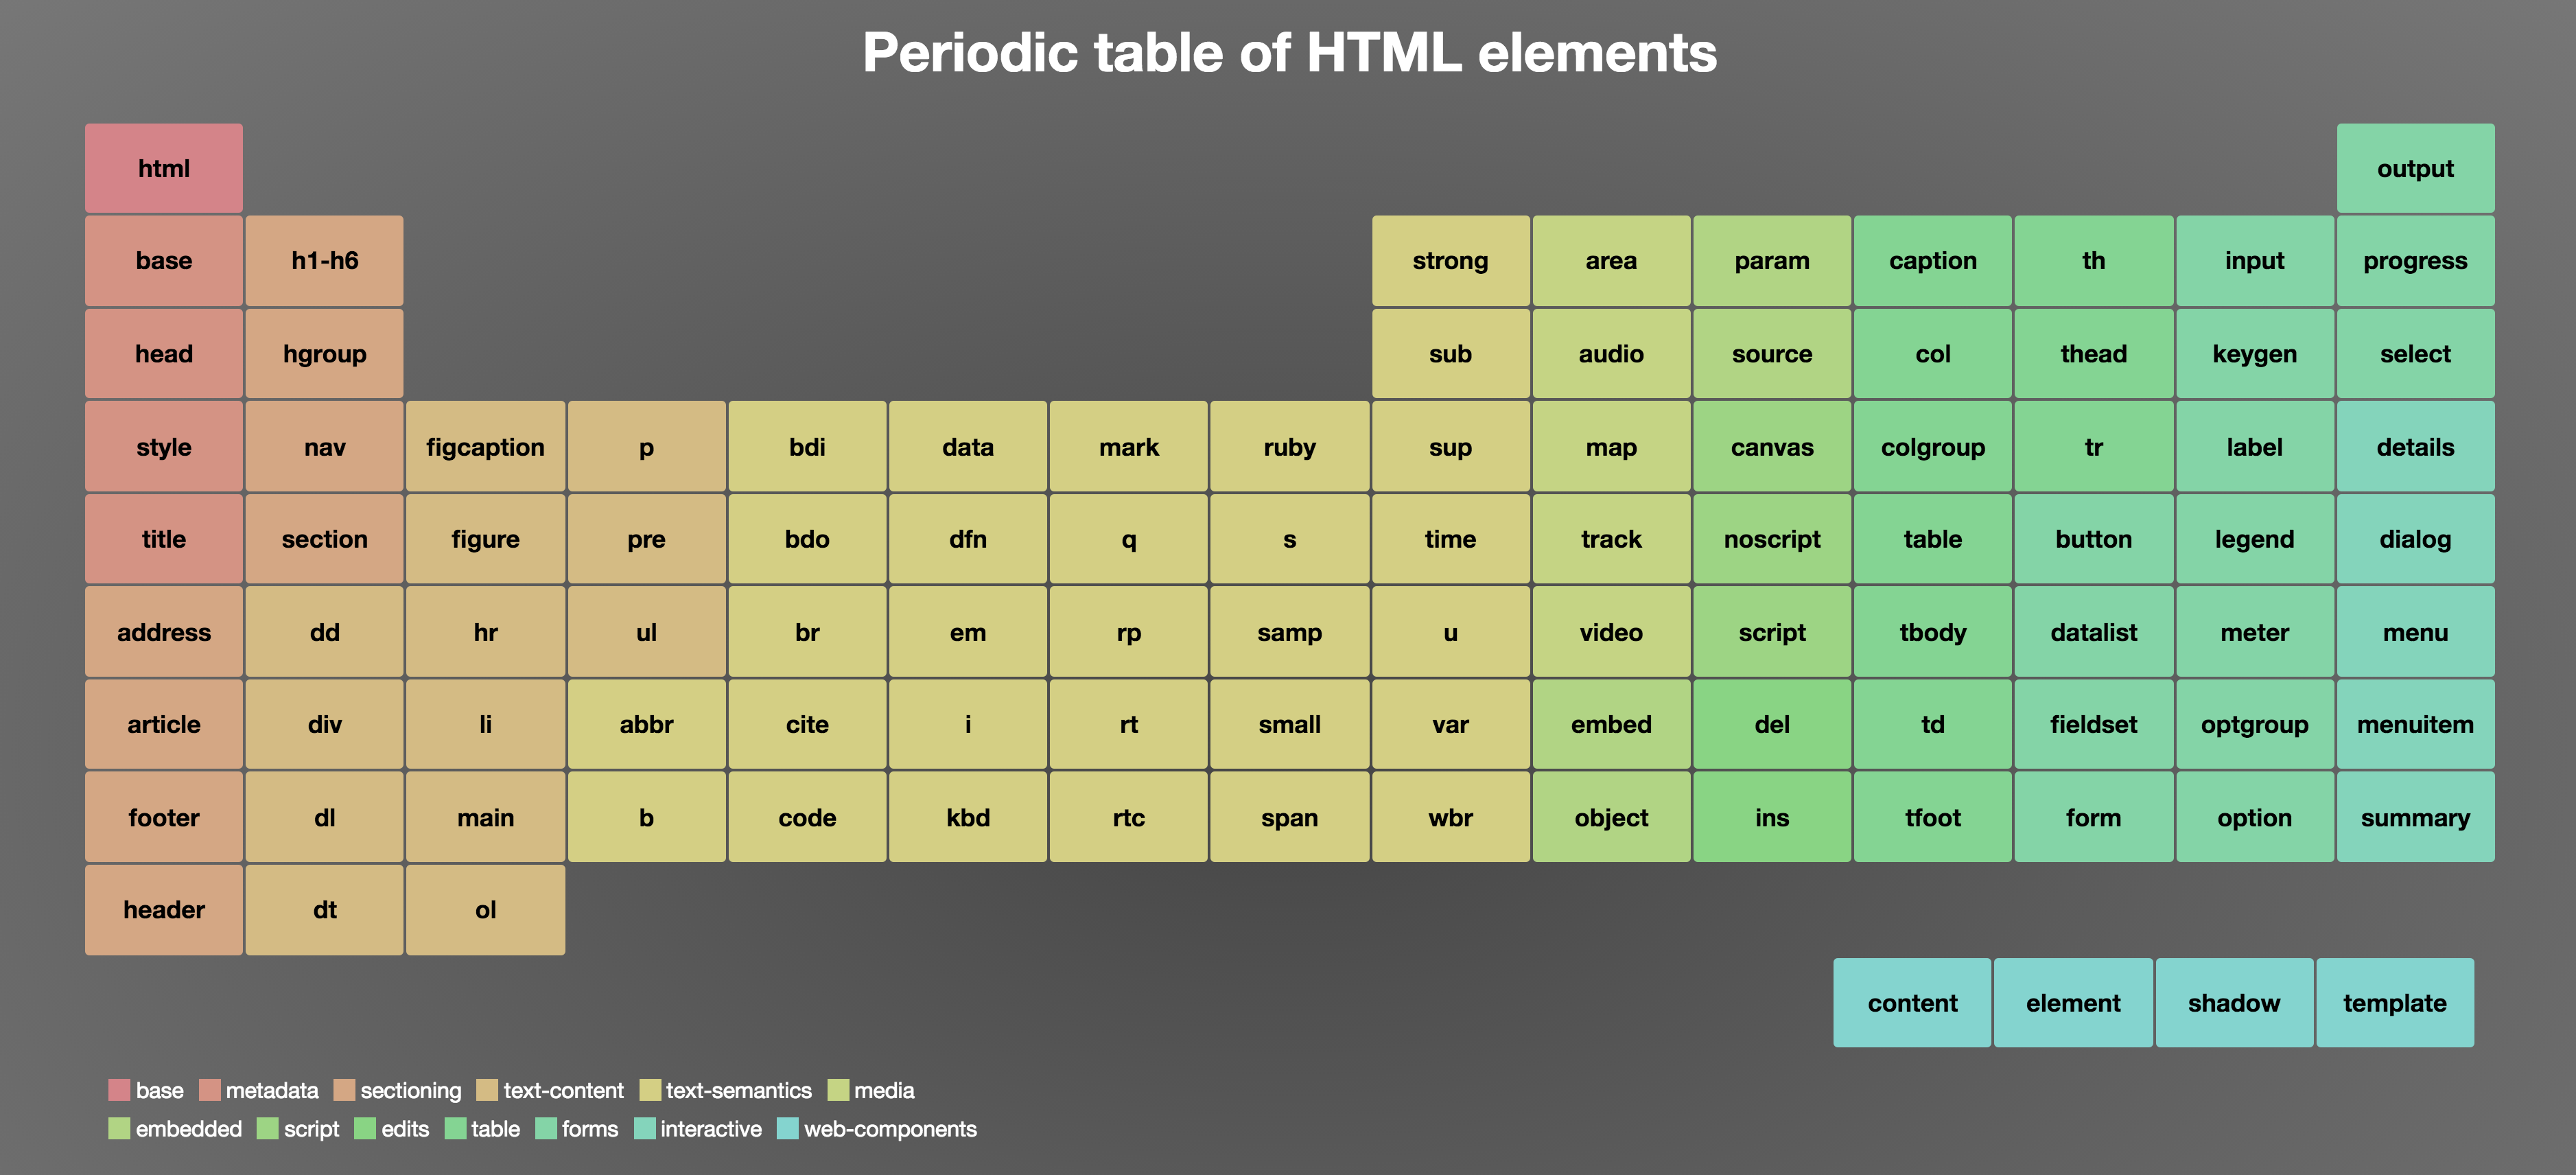 Periodic table of HTML elements
html output
base h1-h6 strong area param caption th input progress
head hgroup sub audio source col thead keygen select
style nav figcaption p bdi data mark ruby sup map canvas colgroup tr label details
title section figure pre bdo dfn q s time track noscript table button legend dialog
address dd hr ul br em rp samp u video script tbody datalist meter menu
article div li abbr cite i rt small var embed del td fieldset optgroup menuitem
footer dl main b code kbd rtc span wbr object ins tfoot form option summary
header dt ol
content element shadow template
base metadata sectioning text-content text-semantics media
embedded script edits table forms interactive web-components